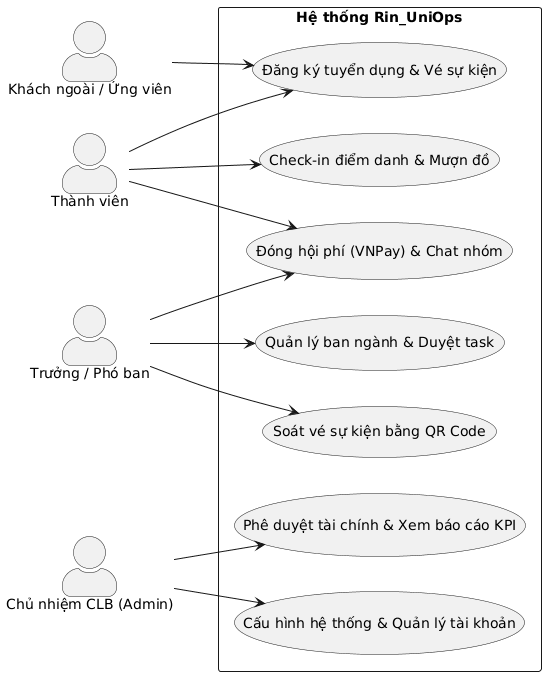 Hệ thống Rin_UniOps
Khách ngoài / Ứng viên
Đăng ký tuyển dụng & Vé sự kiện
Thành viên
Check-in điểm danh & Mượn đồ
Đóng hội phí (VNPay) & Chat nhóm
Trưởng / Phó ban
Quản lý ban ngành & Duyệt task
Soát vé sự kiện bằng QR Code
Phê duyệt tài chính & Xem báo cáo KPI
Chủ nhiệm CLB (Admin)
Cấu hình hệ thống & Quản lý tài khoản